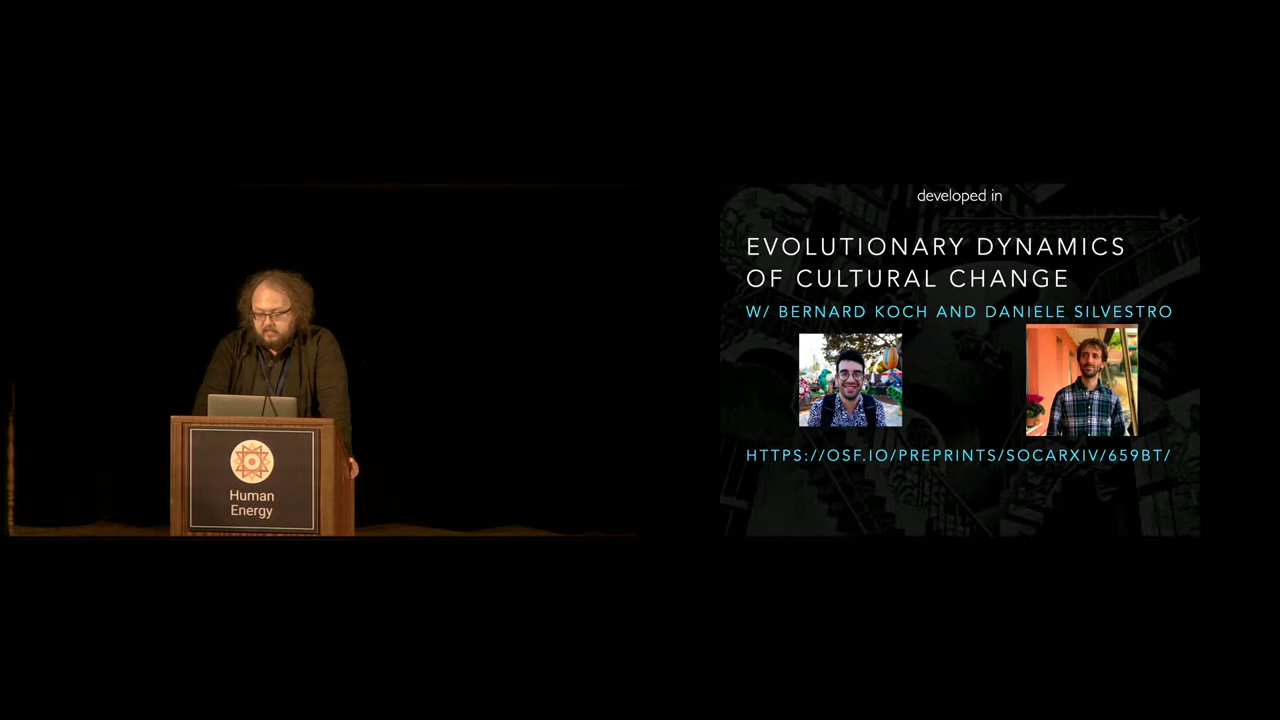 developed in
EVOLUTIONARY DYNAMICS
OF CULTURAL CHANGE
W/ BERNARD KOCH AND DANIELE SILVESTRO
HTTPS://OSF.IO/PREPRINTS/SOCARXIV/659BT/
Human
Energy